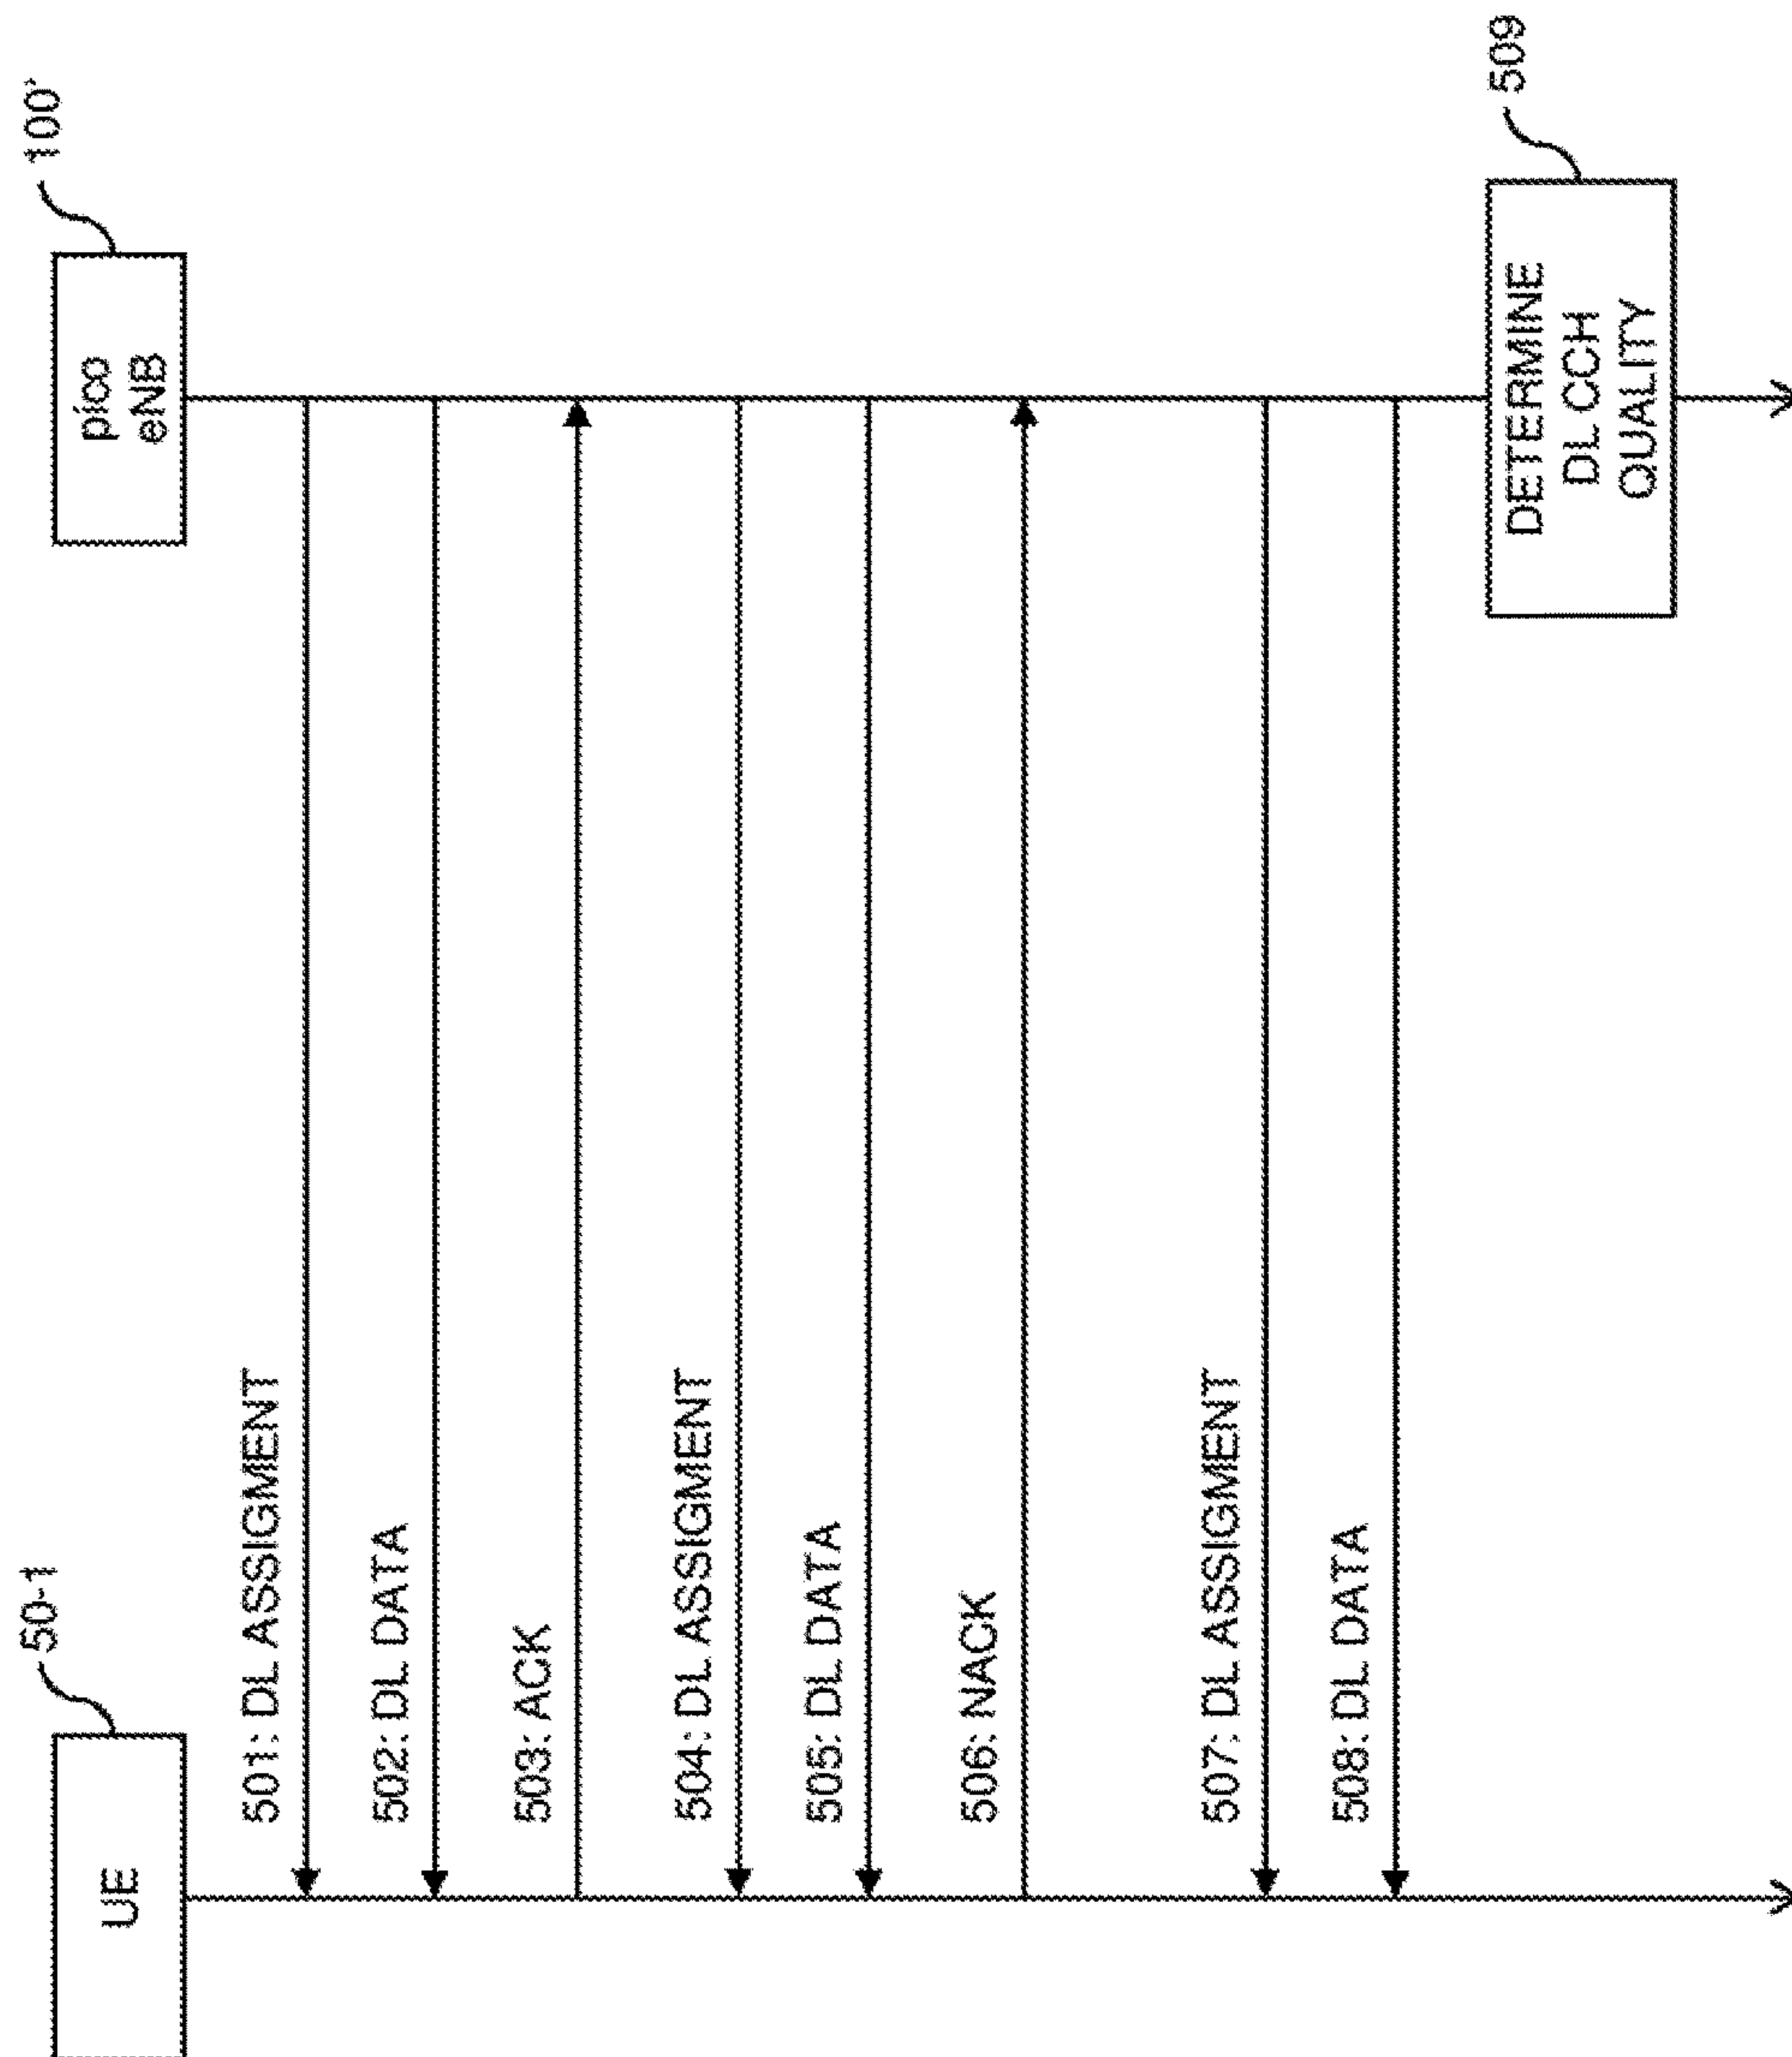 UE
50-1
pico
eNB
100'
501: DL ASSIGMENT
502: DL DATA
503: ACK
504: DL ASSIGMENT
505: DL DATA
506: NACK
507: DL ASSIGMENT
508: DL DATA
DETERMINE
DL CCH
QUALITY
509